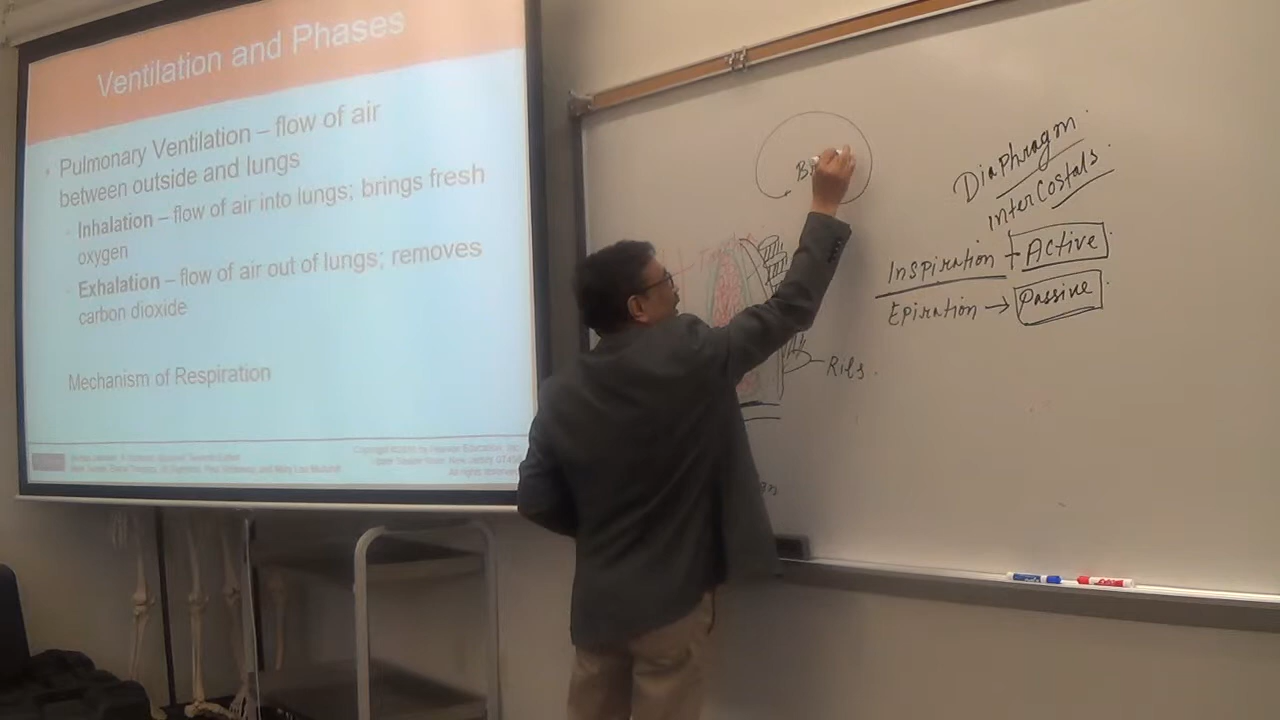 Ventilation and Phases
Pulmonary Ventilation – flow of air
between outside and lungs
Inhalation – flow of air into lungs; brings fresh
oxygen
Exhalation – flow of air out of lungs; removes
carbon dioxide
Mechanism of Respiration
Diaphragm
InterCostals
Inspiration Active
Epiration → Passive
Ribs